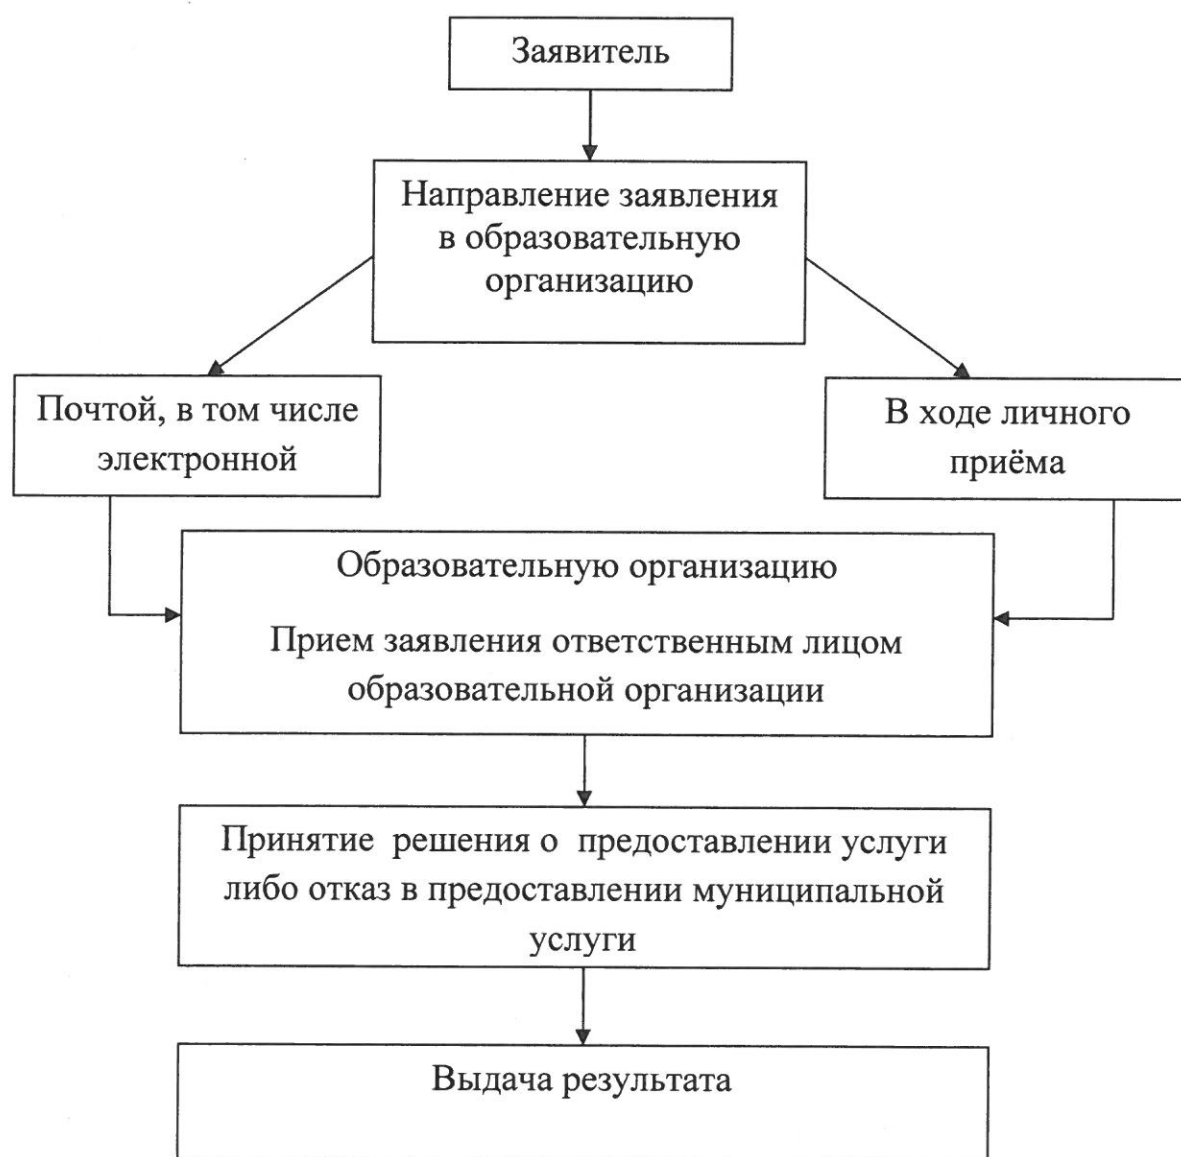 Заявитель
Направление заявления
в образовательную
организацию
Почтой, в том числе
электронной
В ходе личного
приёма
Образовательную организацию
Прием заявления ответственным лицом
образовательной организации
Принятие решения о предоставлении услуги
либо отказ в предоставлении муниципальной
услуги
Выдача результата